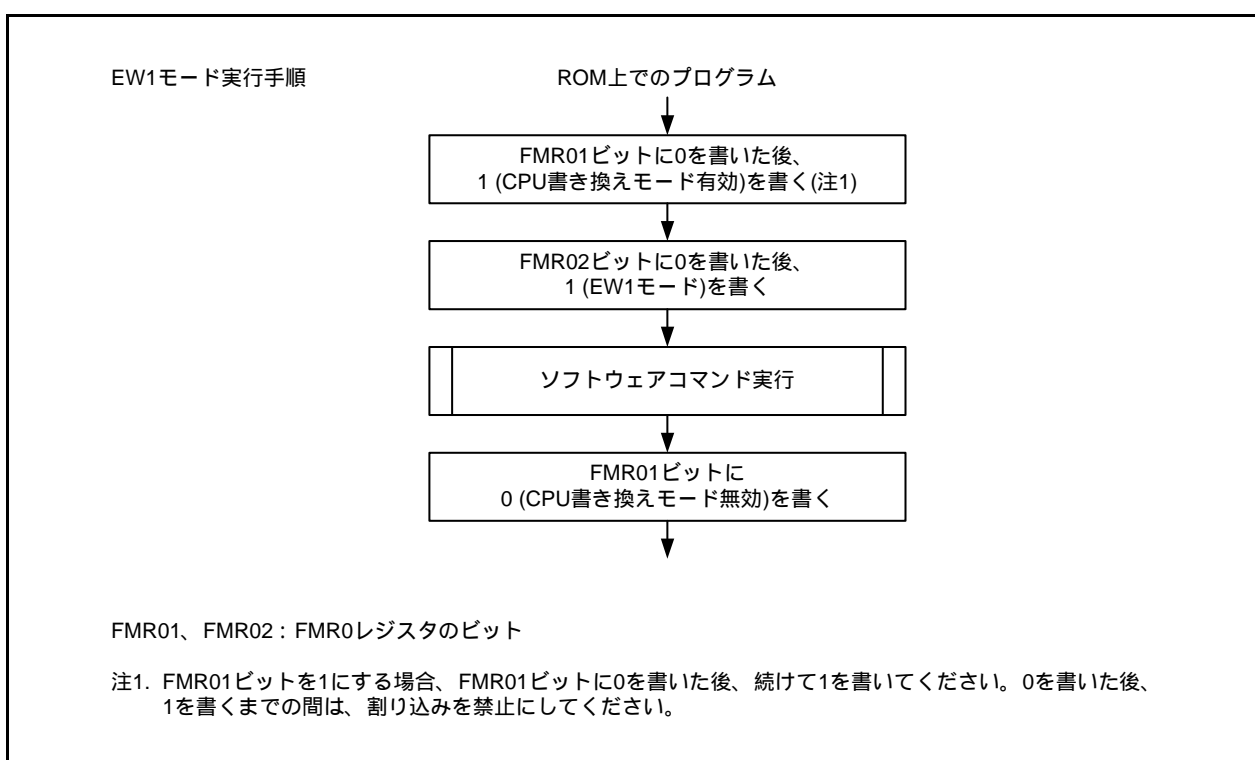 EW1モード実行手順
ROM上でのプログラム
FMR01ビットに0を書いた後、
1 (CPU書き換えモード有効)を書く(注1)
FMR02ビットに0を書いた後、
1 (EW1モード)を書く
ソフトウェアコマンド実行
FMR01ビットに
0 (CPU書き換えモード無効)を書く
FMR01、FMR02 : FMR0レジスタのビット
注1. FMR01ビットを1にする場合、FMR01ビットに0を書いた後、続けて1を書いてください。0を書いた後、
1を書くまでの間は、割り込みを禁止にしてください。